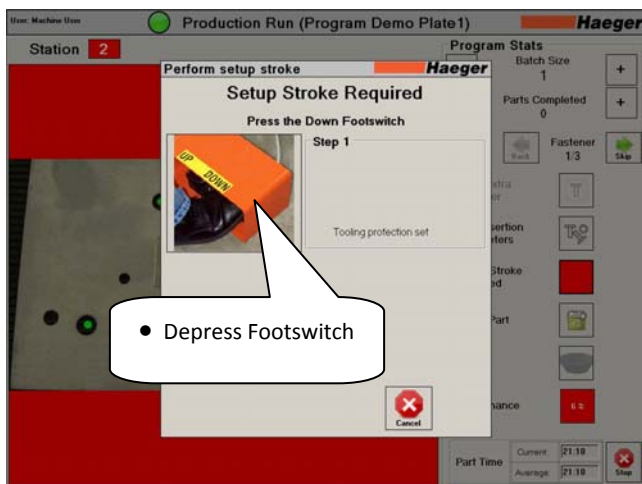 User: Machine User
Production Run (Program Demo Plate1)
Haeger
Station 2
Program Stats
Batch Size
1
+
Parts Completed
0
+
Back
Fastener
1/3
Skip
Perform setup stroke
Haeger
Setup Stroke Required
Press the Down Footswitch
UP DOWN
Step 1
Tooling protection set
• Depress Footswitch
Cancel
Part
Part Time
Current: 21:10
Average: 21:10
Stop